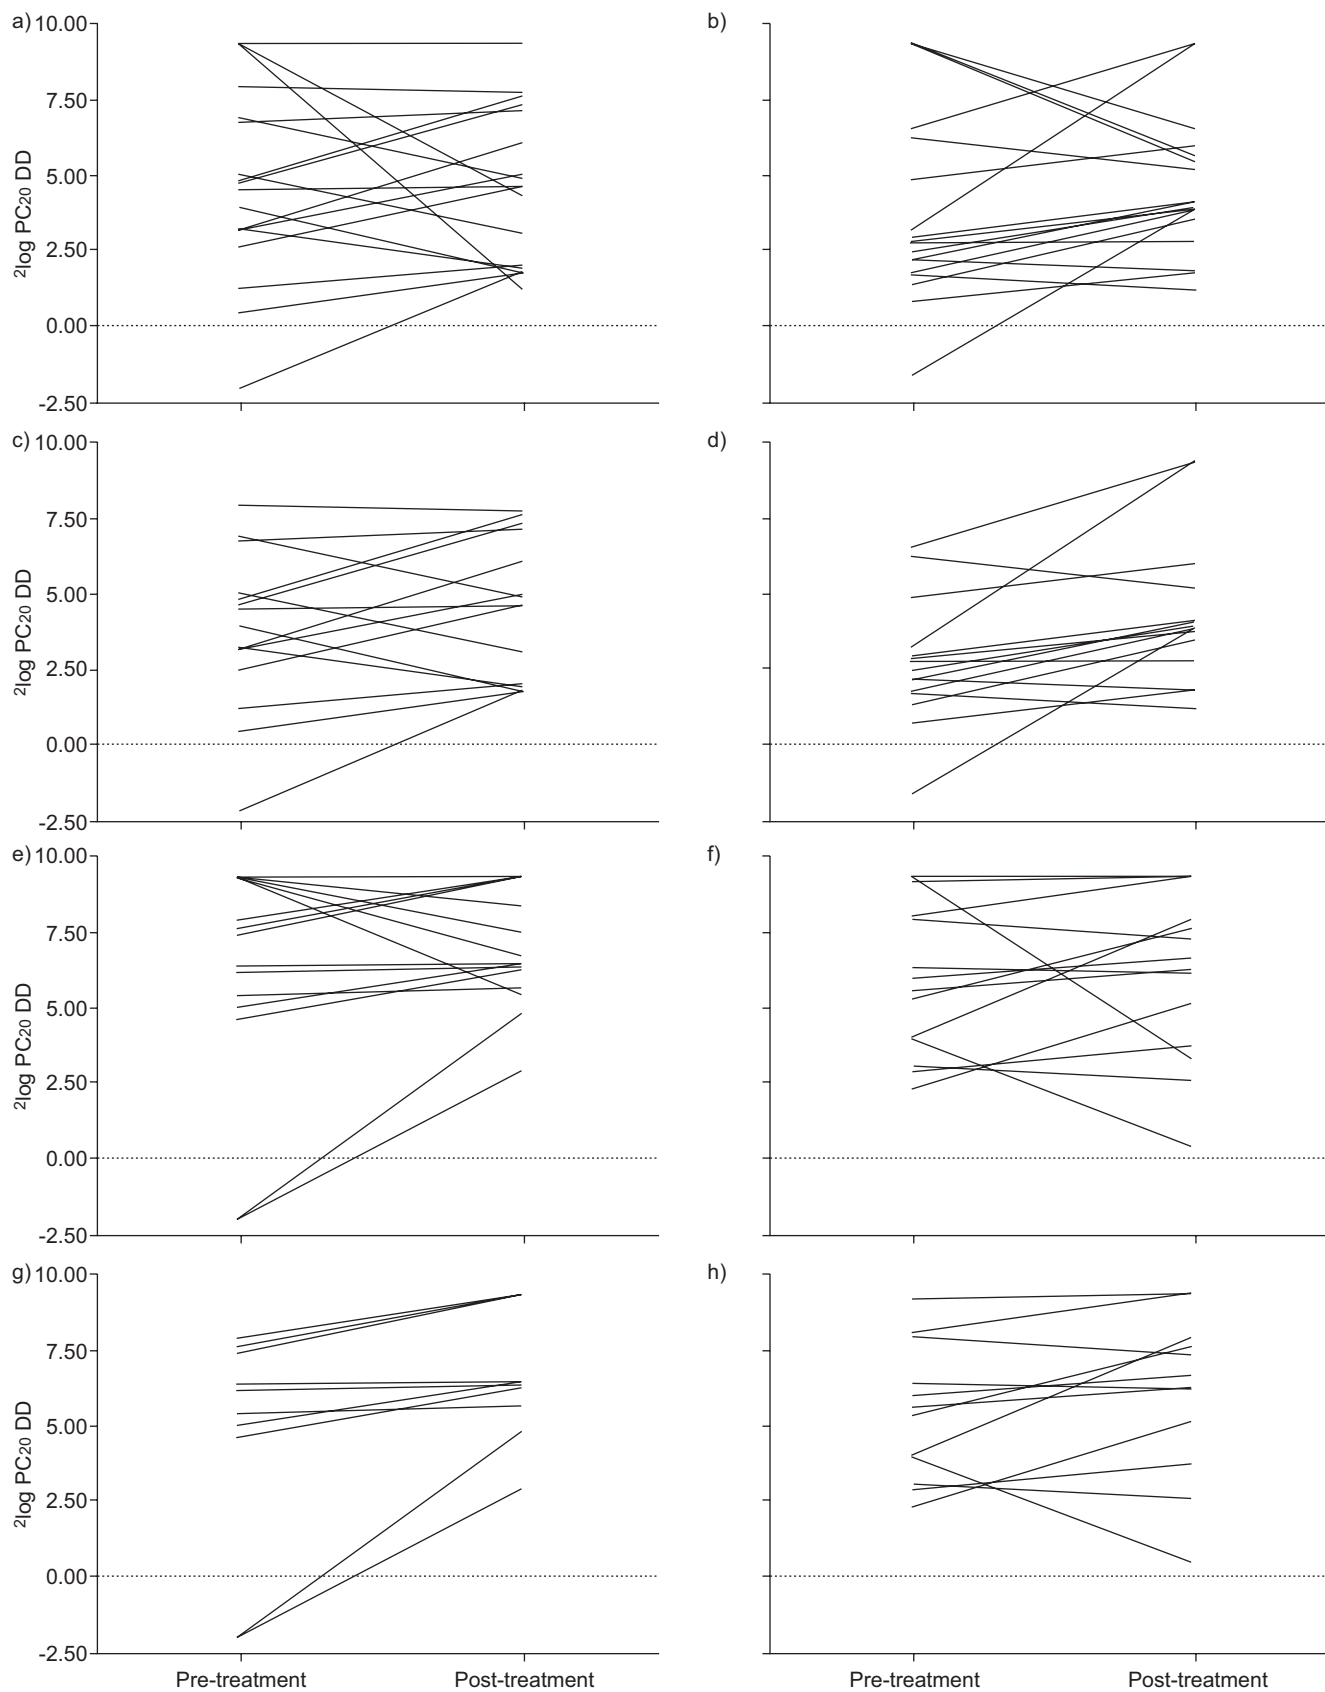 a)
10.00
7.50
5.00
2.50
0.00
-2.50
²log PC₂₀ DD
b)
c)
10.00
7.50
5.00
2.50
0.00
-2.50
²log PC₂₀ DD
d)
e)
10.00
7.50
5.00
2.50
0.00
-2.50
²log PC₂₀ DD
f)
g)
10.00
7.50
5.00
2.50
0.00
-2.50
²log PC₂₀ DD
h)
Pre-treatment
Post-treatment
Pre-treatment
Post-treatment